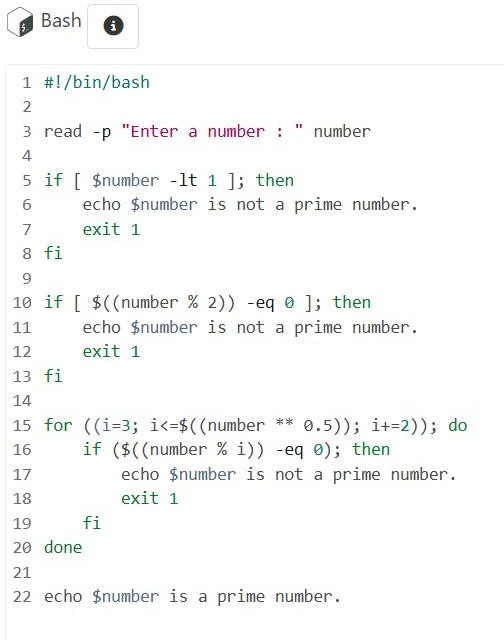 Bash
1 #!/bin/bash
2
3 read -p "Enter a number : " number
4
5 if [ $number -lt 1 ]; then
6     echo $number is not a prime number.
7     exit 1
8 fi
9
10 if [ $((number % 2)) -eq 0 ]; then
11     echo $number is not a prime number.
12     exit 1
13 fi
14
15 for ((i=3; i<=$((number ** 0.5)); i+=2)); do
16     if ($((number % i)) -eq 0); then
17         echo $number is not a prime number.
18         exit 1
19     fi
20 done
21
22 echo $number is a prime number.